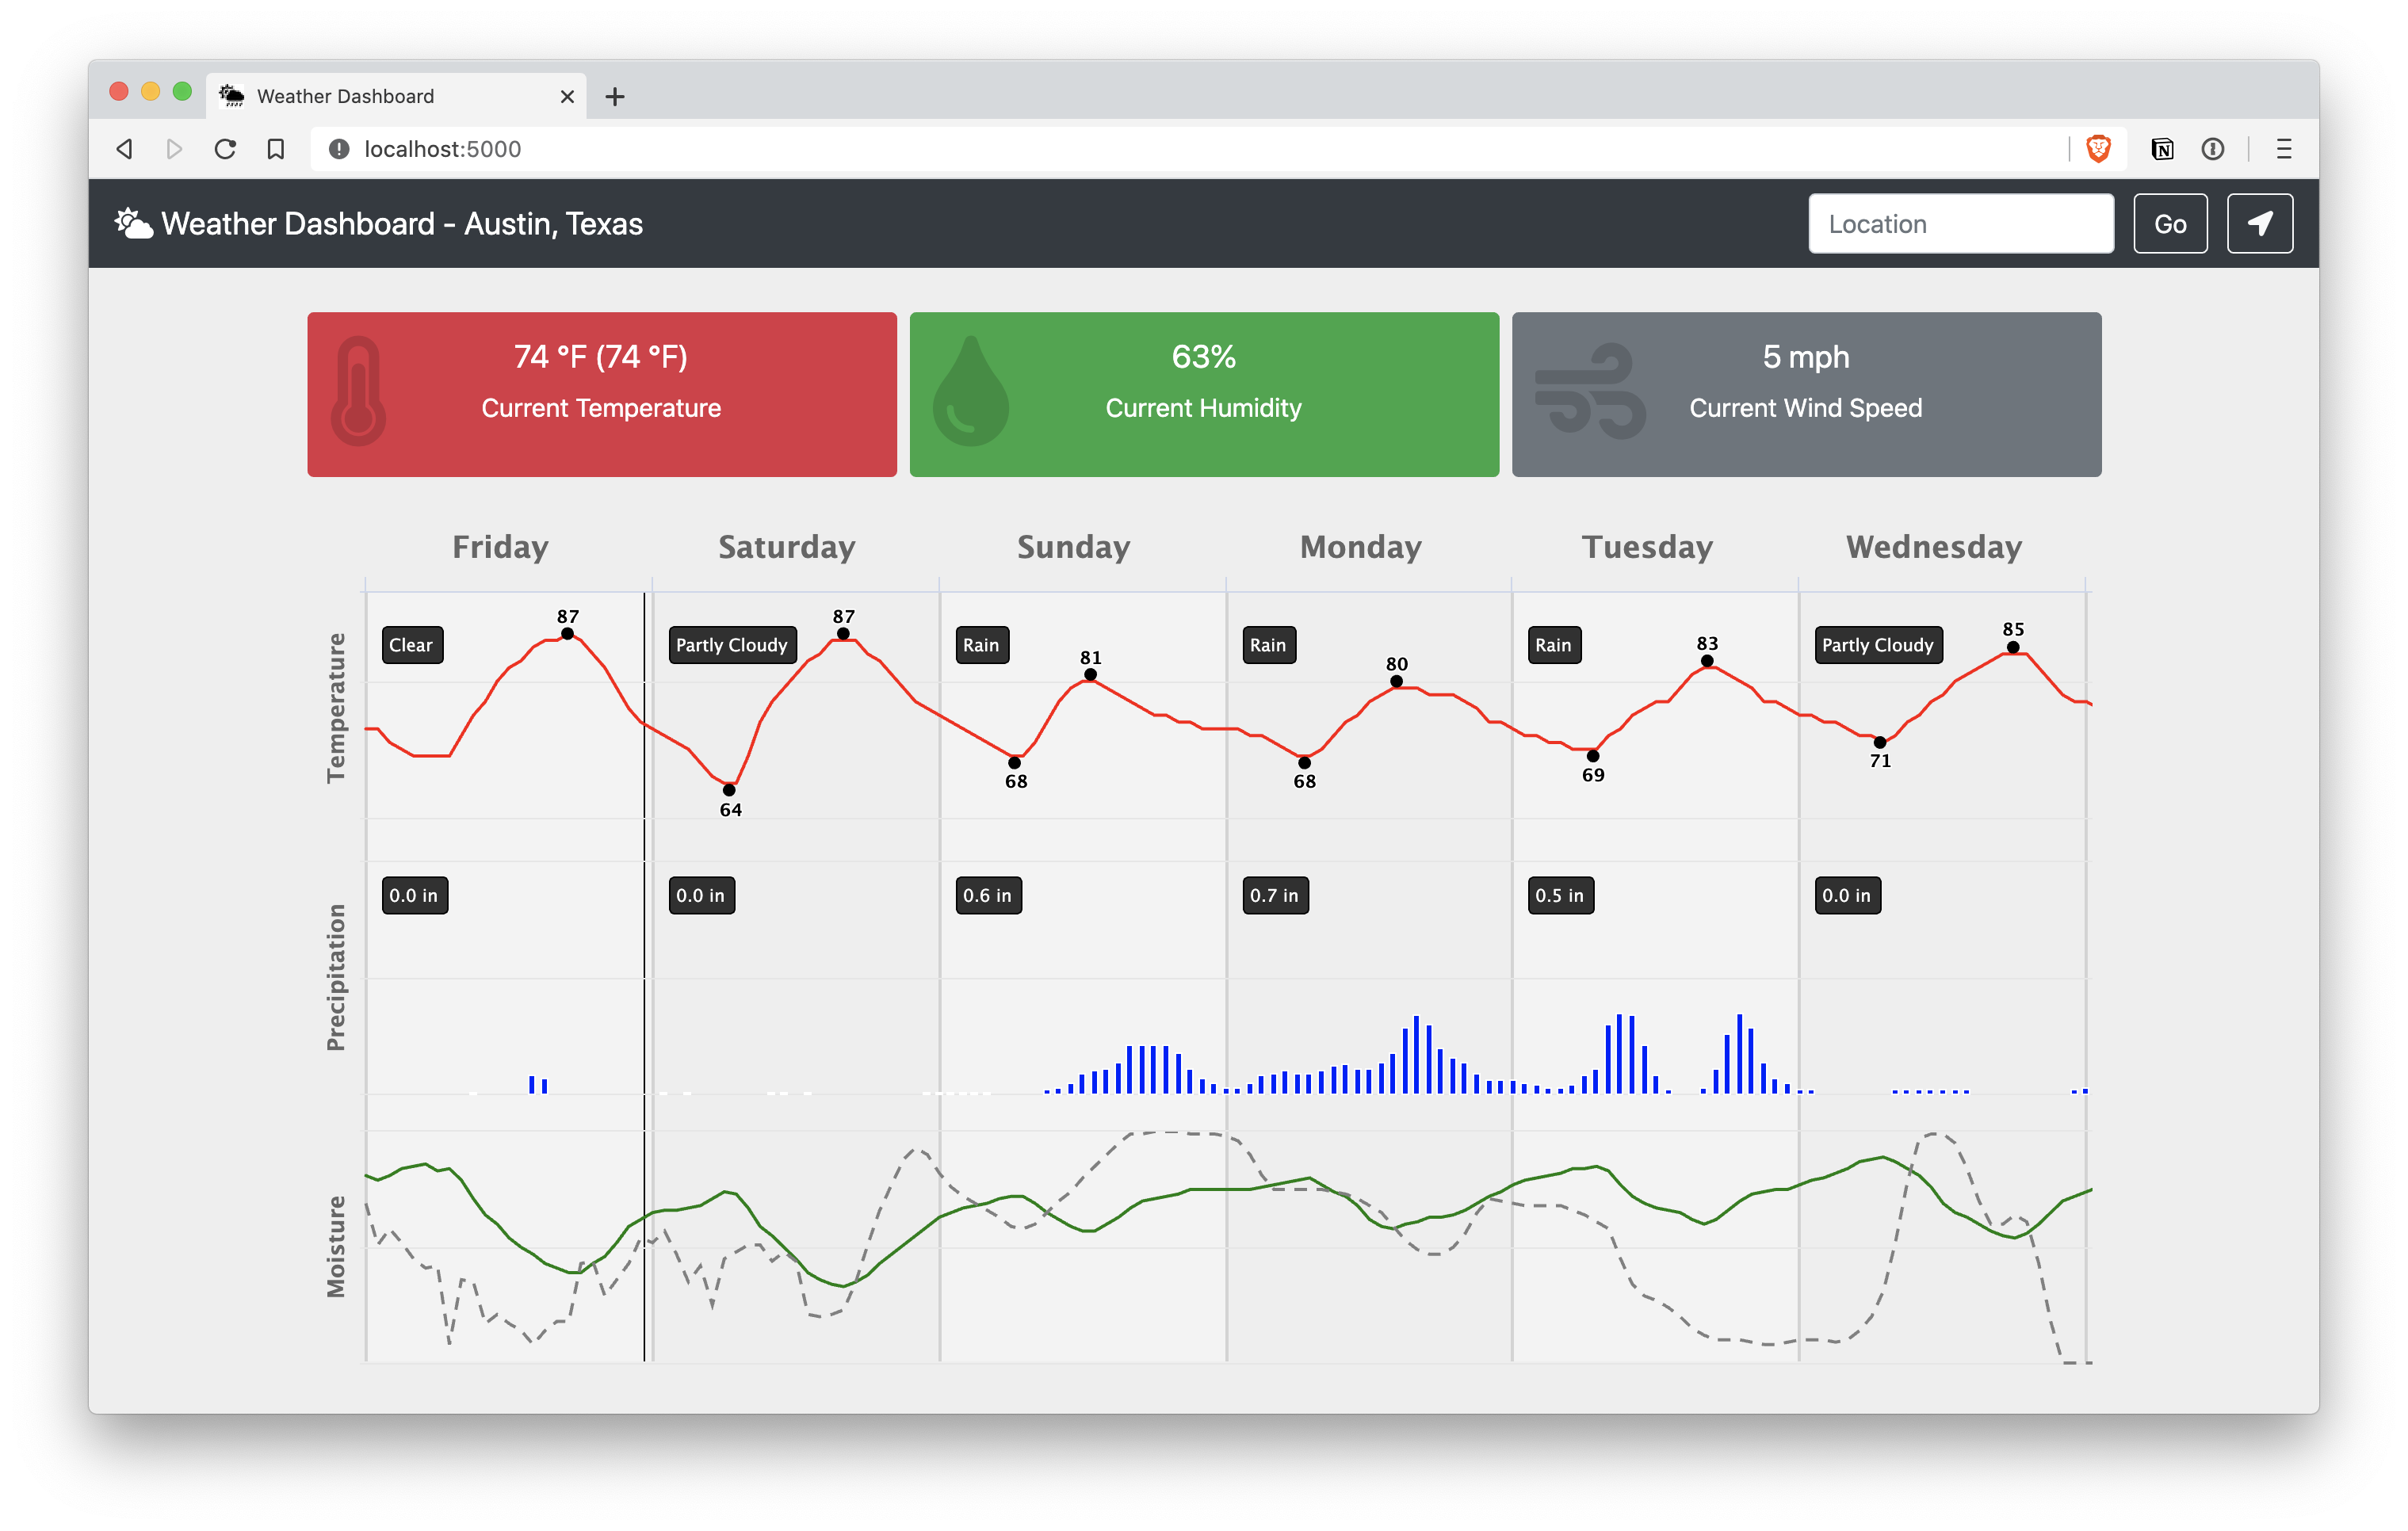 Weather Dashboard
localhost:5000
Weather Dashboard - Austin, Texas
Location
Go
74 °F (74 °F)
Current Temperature
63%
Current Humidity
5 mph
Current Wind Speed
Friday
Saturday
Sunday
Monday
Tuesday
Wednesday
Temperature
Clear
87
Partly Cloudy
87
64
Rain
81
68
Rain
80
68
Rain
83
69
Partly Cloudy
85
71
Precipitation
0.0 in
0.0 in
0.6 in
0.7 in
0.5 in
0.0 in
Moisture